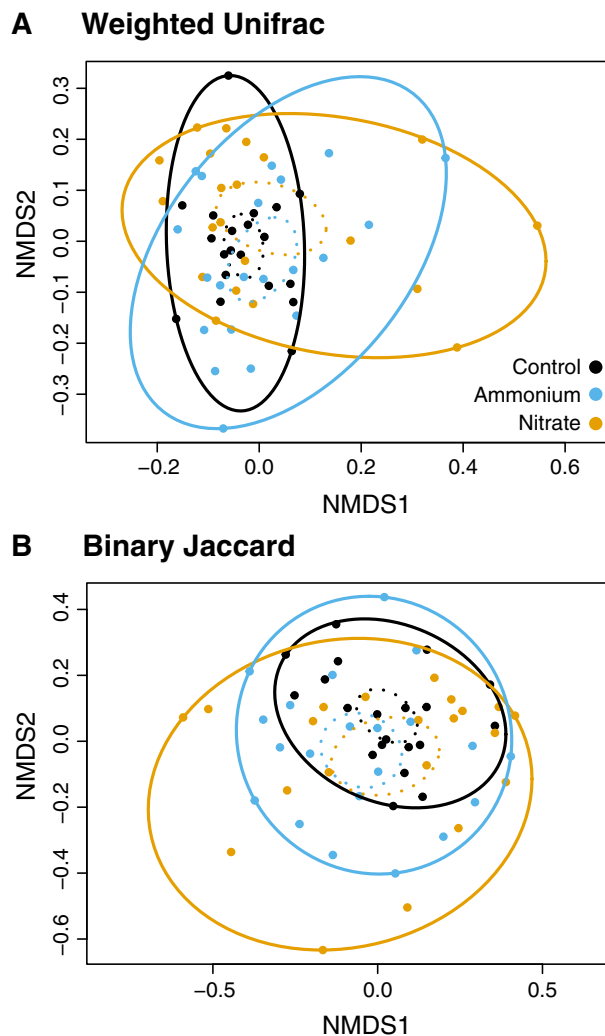 A Weighted Unifrac
NMDS2
0.3
0.2
0.1
0.0
−0.1
−0.2
−0.3
Control
Ammonium
Nitrate
−0.2 0.0 0.2 0.4 0.6
NMDS1
B Binary Jaccard
NMDS2
0.4
0.2
0.0
−0.2
−0.4
−0.6
−0.5 0.0 0.5
NMDS1